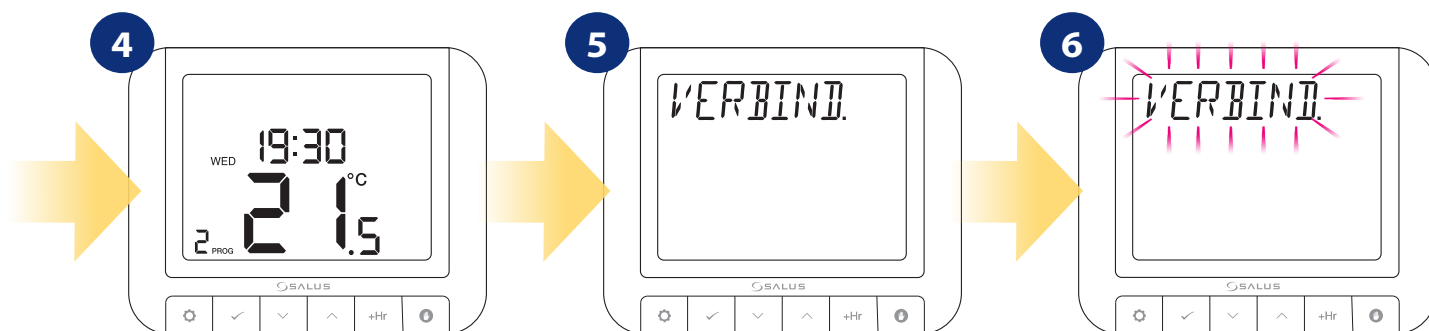 4
19:30
WED
21.5 °C
2 PROG
SALUS
+Hr
5
VERBIND.
SALUS
+Hr
6
VERBIND.
SALUS
+Hr